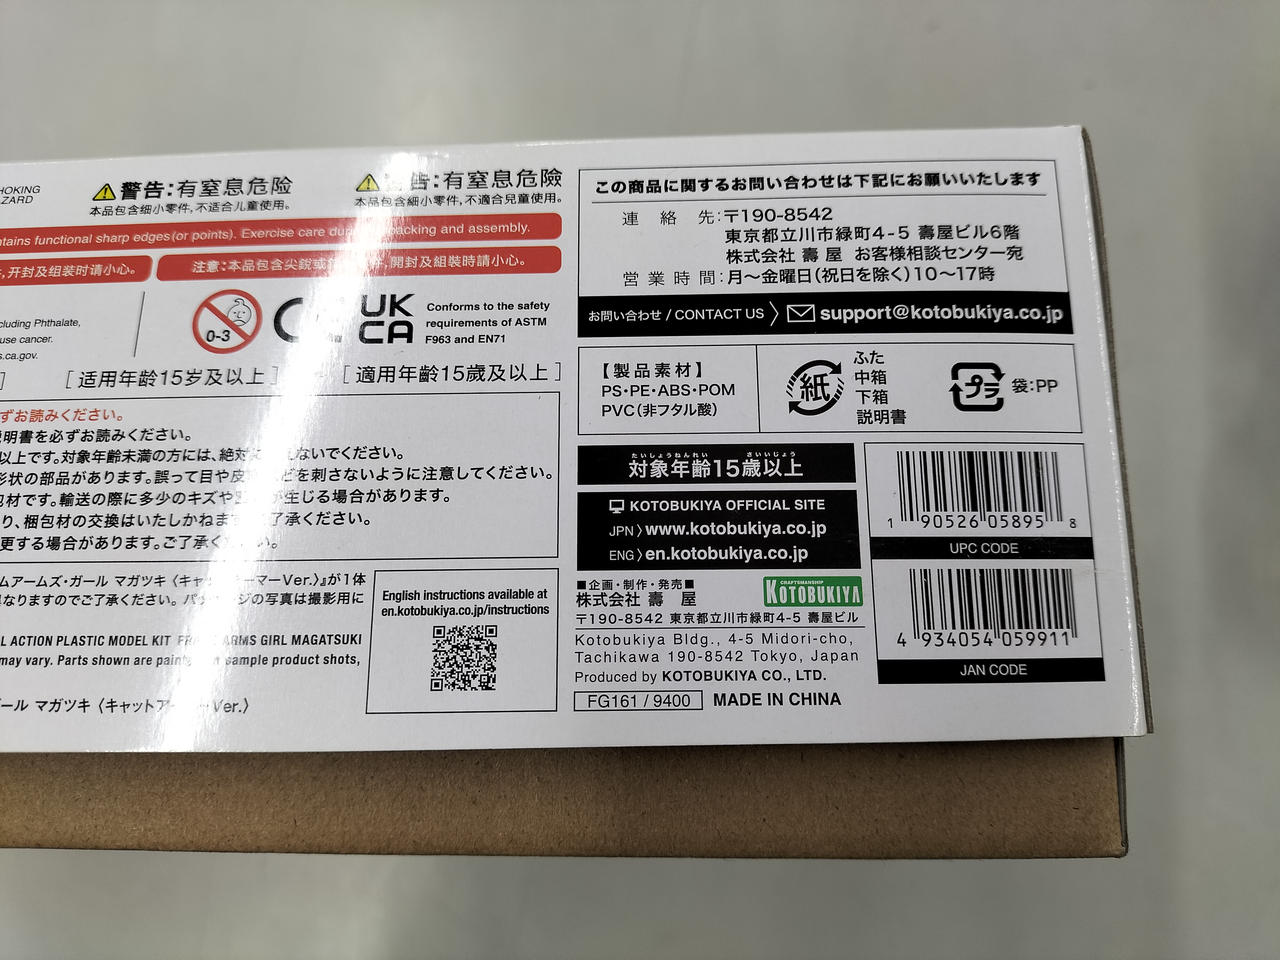 HOKING
AZARD
警告：有窒息危险
本品包含细小零件，不适合儿童使用。
告：有窒息危險
本品包含細小零件，不適合兒童使用。
tains functional sharp edges (or points). Exercise care during unpacking and assembly.
开封及组装时请小心。
注意：本品包含尖銳或
開封及組裝時請小心。
cluding Phthalate,
use cancer.
s.ca.gov.
0-3
UK
CA
Conforms to the safety
requirements of ASTM
F963 and EN71
]
[適用年齡15歲及以上]
[适用年龄15岁及以上]
ずお読みください。
説明書を必ずお読みください。
以上です。対象年齢未満の方には、絶対に
えないでください。
形状の部品があります。誤って目や皮
どを刺さないように注意してください。
包材です。輸送の際に多少のキズや
が生じる場合があります。
り、梱包材の交換はいたしかねます
了承ください。
更する場合があります。ご了承く
い。
ムアームズ・ガール マガツキ〈キャットアーマーVer.〉』が1体
異なりますのでご了承ください。パッケージの写真は撮影用に
L ACTION PLASTIC MODEL KIT FRAME ARMS GIRL MAGATSUKI
may vary. Parts shown are painted on sample product shots,
ール マガツキ〈キャットア
Ver.〉
English instructions available at
en.kotobukiya.co.jp/instructions
この商品に関するお問い合わせは下記にお願いいたします
連絡先：〒190-8542
東京都立川市緑町4-5 壽屋ビル6階
株式会社 壽屋 お客様相談センター宛
営業時間：月〜金曜日（祝日を除く）10〜17時
お問い合わせ / CONTACT US 〉 support@kotobukiya.co.jp
【製品素材】
PS・PE・ABS・POM
PVC（非フタル酸）
紙
ふた
中箱
下箱
説明書
プラ
袋：PP
たいしょうねんれい さいいじょう
対象年齢15歳以上
KOTOBUKIYA OFFICIAL SITE
JPN 〉www.kotobukiya.co.jp
ENG 〉en.kotobukiya.co.jp
■企画・制作・発売■
株式会社 壽屋
CRAFTSMANSHIP
KOTOBUKIYA
〒190-8542 東京都立川市緑町4-5 壽屋ビル
Kotobukiya Bldg., 4-5 Midori-cho,
Tachikawa 190-8542 Tokyo, Japan
Produced by KOTOBUKIYA CO., LTD.
FG161 / 9400
MADE IN CHINA
1 90526 05895 8
UPC CODE
4 934054 059911
JAN CODE